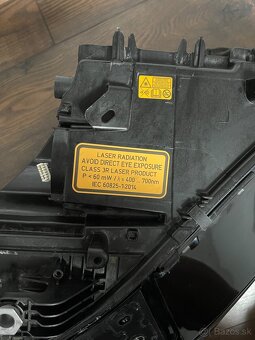 LASER RADIATION
AVOID DIRECT EYE EXPOSURE
CLASS 3R LASER PRODUCT
P = 60 mW / λ = 400 700nm
IEC 60825-1:2014
bazos.sk